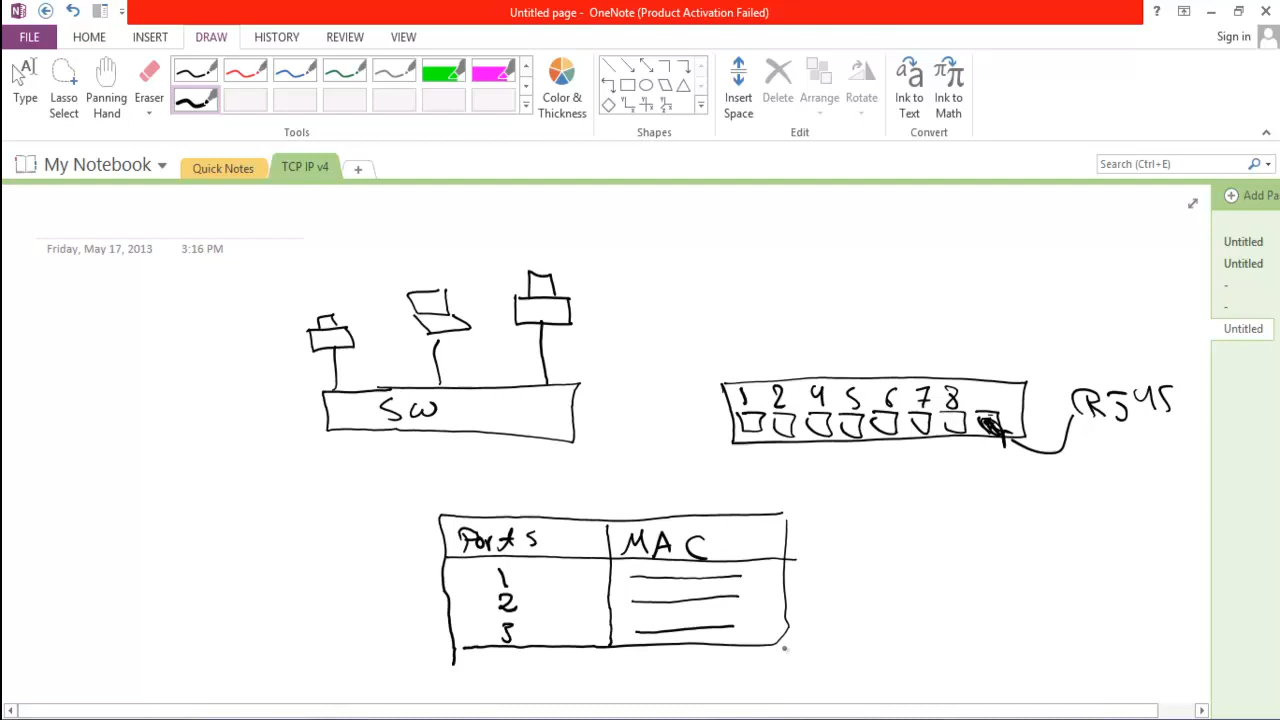 Untitled page - OneNote (Product Activation Failed)
?
FILE HOME INSERT DRAW HISTORY REVIEW VIEW
Sign in
Type
Lasso Select
Panning Hand
Eraser
Color & Thickness
Insert Space
Delete
Arrange
Rotate
Ink to Text
Ink to Math
Tools
Shapes
Edit
Convert
My Notebook
Quick Notes
TCP IP v4
Search (Ctrl+E)
Add Pa
Untitled
Untitled
-
-
Untitled
Friday, May 17, 2013 3:16 PM
SW
1 2 4 5 6 7 8
RJ45
Ports MAC
1
2
3